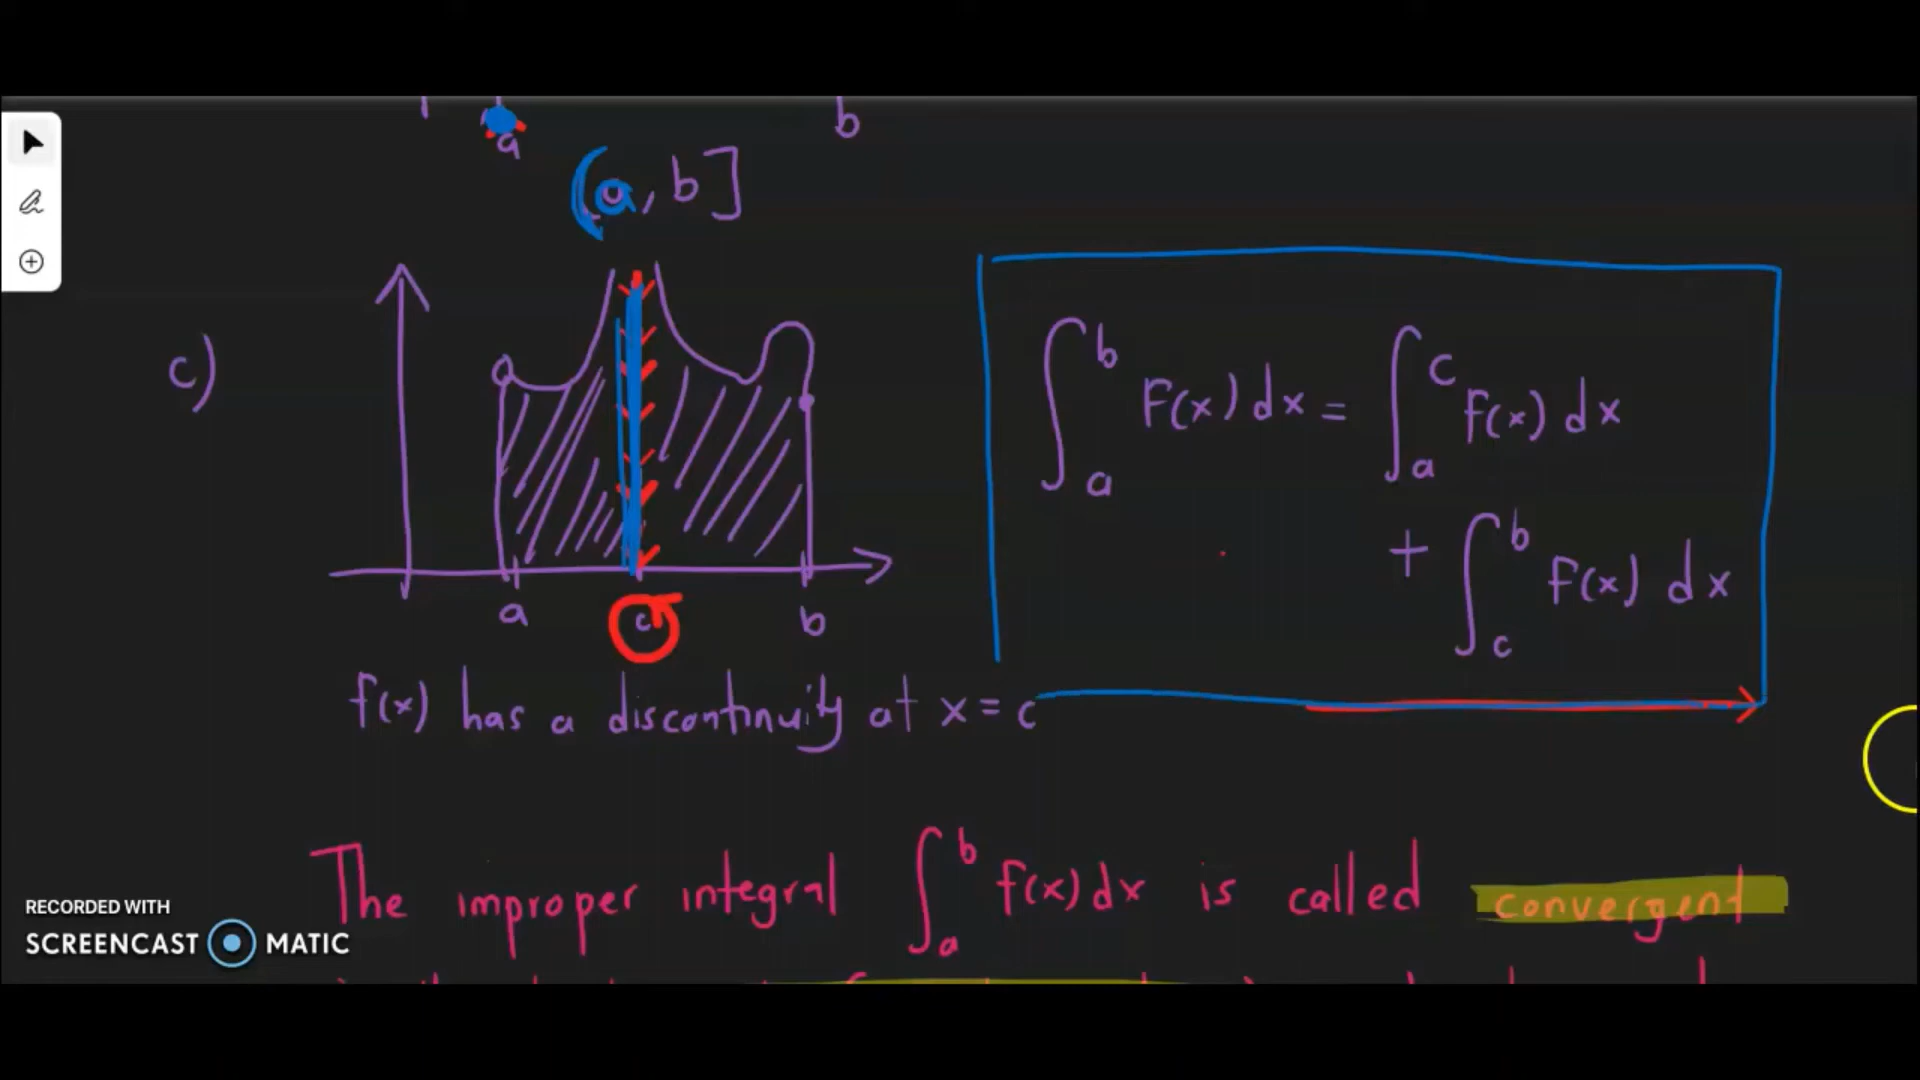 a b
(a, b]
c)
∫_a^b f(x) dx = ∫_a^c f(x) dx
+ ∫_c^b f(x) dx
a c b
f(x) has a discontinuity at x = c
The improper integral ∫_a^b f(x) dx is called convergent
RECORDED WITH
SCREENCAST MATIC